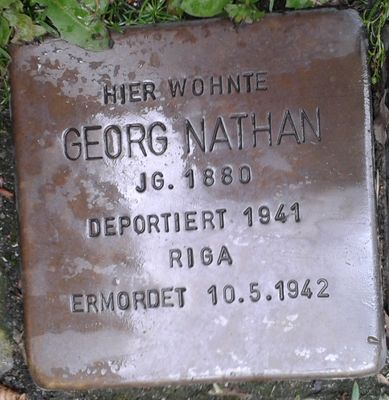 HIER WOHNTE
GEORG NATHAN
JG. 1880
DEPORTIERT 1941
RIGA
ERMORDET 10.5.1942